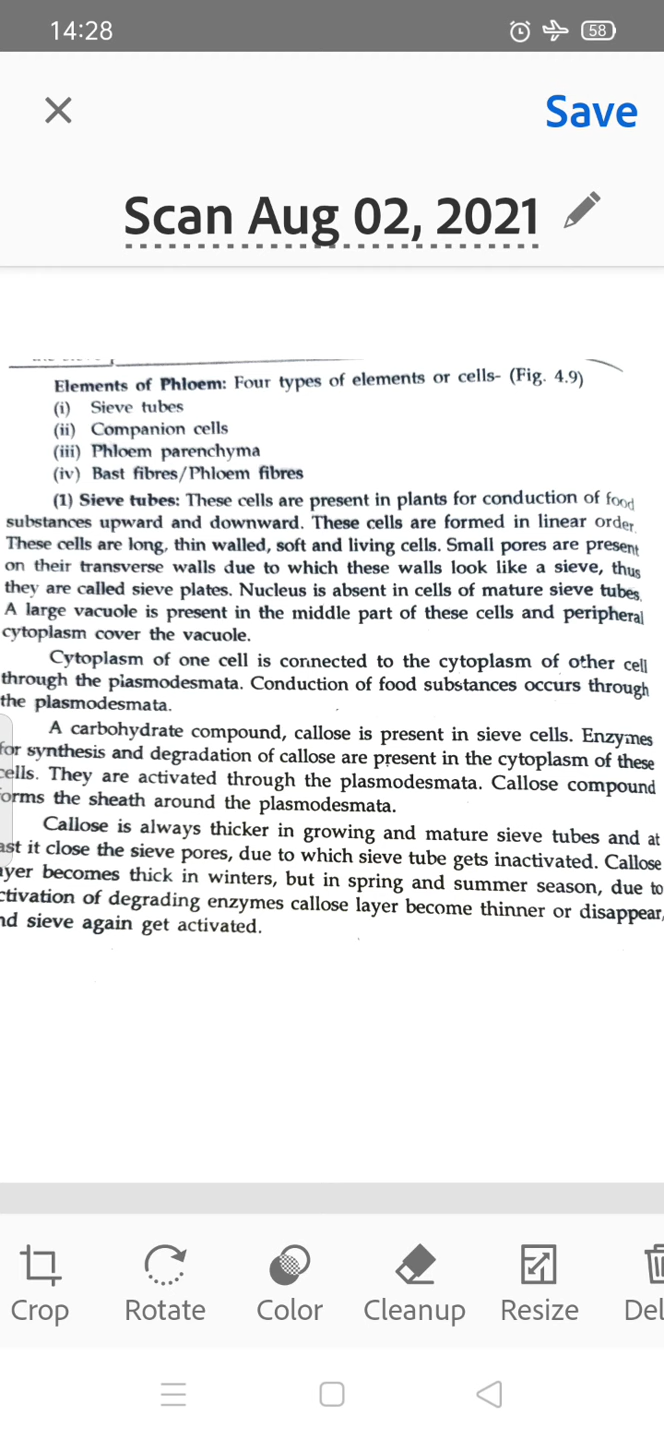 14:28
58
Save
Scan Aug 02, 2021
Elements of Phloem: Four types of elements or cells- (Fig. 4.9)
(i) Sieve tubes
(ii) Companion cells
(iii) Phloem parenchyma
(iv) Bast fibres/Phloem fibres
(1) Sieve tubes: These cells are present in plants for conduction of food
substances upward and downward. These cells are formed in linear order.
These cells are long, thin walled, soft and living cells. Small pores are present
on their transverse walls due to which these walls look like a sieve, thus
they are called sieve plates. Nucleus is absent in cells of mature sieve tubes.
A large vacuole is present in the middle part of these cells and peripheral
cytoplasm cover the vacuole.
Cytoplasm of one cell is connected to the cytoplasm of other cell
through the plasmodesmata. Conduction of food substances occurs through
the plasmodesmata.
A carbohydrate compound, callose is present in sieve cells. Enzymes
for synthesis and degradation of callose are present in the cytoplasm of these
cells. They are activated through the plasmodesmata. Callose compound
orms the sheath around the plasmodesmata.
Callose is always thicker in growing and mature sieve tubes and at
ast it close the sieve pores, due to which sieve tube gets inactivated. Callose
ayer becomes thick in winters, but in spring and summer season, due to
ctivation of degrading enzymes callose layer become thinner or disappear,
nd sieve again get activated.
Crop
Rotate
Color
Cleanup
Resize
Del